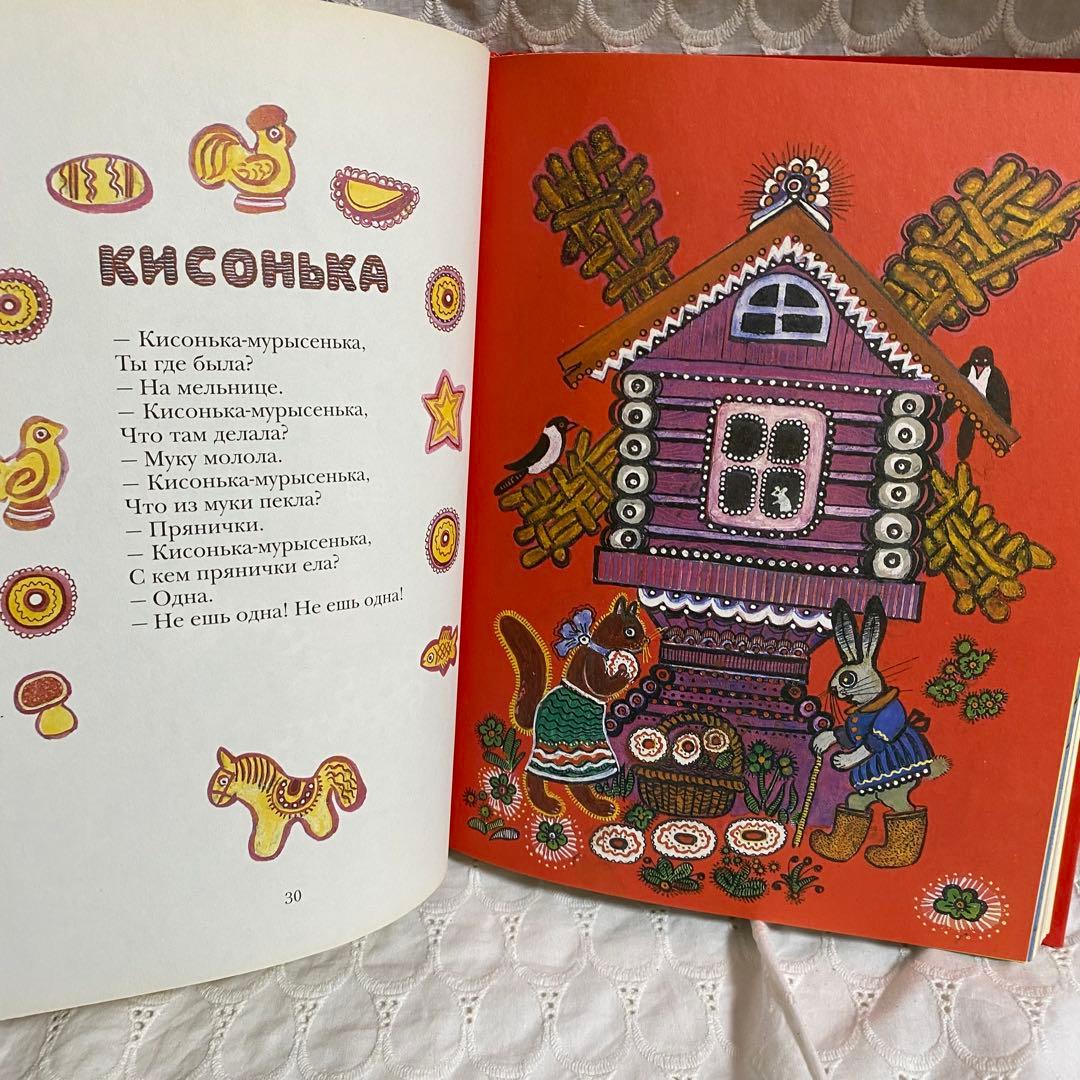 КИСОНЬКА
— Кисонька-мурысенька,
Ты где была?
— На мельнице.
— Кисонька-мурысенька,
Что там делала?
— Муку молола.
— Кисонька-мурысенька,
Что из муки пекла?
— Прянички.
— Кисонька-мурысенька,
С кем прянички ела?
— Одна.
— Не ешь одна! Не ешь одна!
30